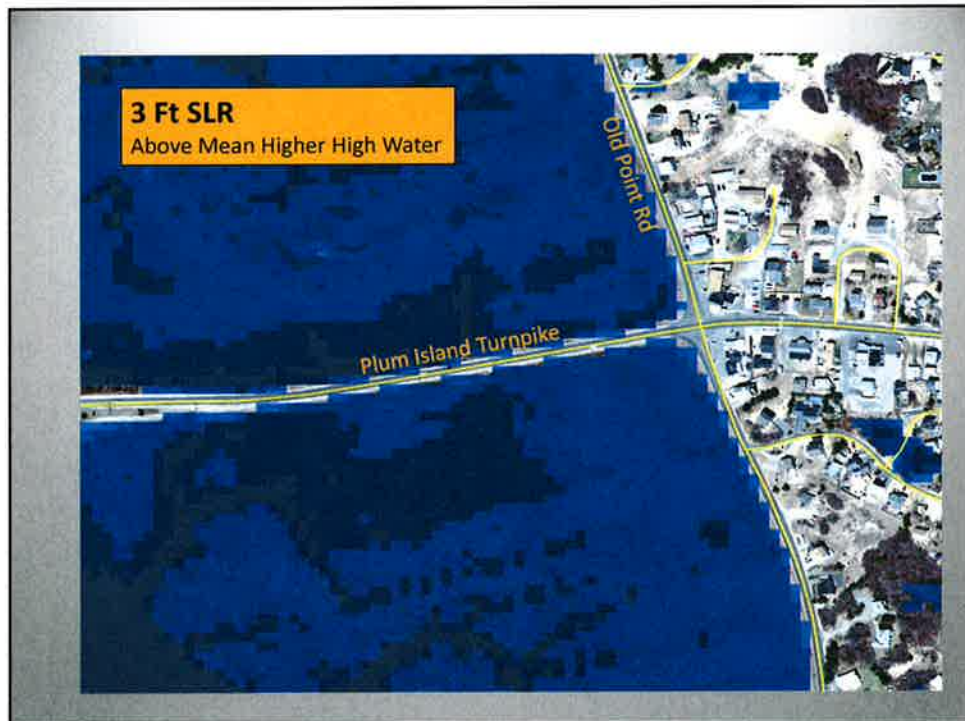 3 Ft SLR
Above Mean Higher High Water
Old Point Rd
Plum Island Turnpike